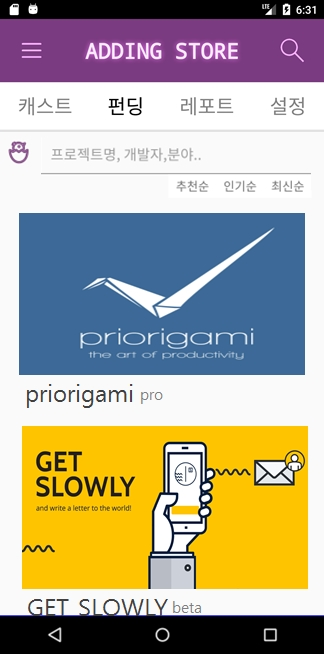 LTE 6:31
ADDING STORE
캐스트 펀딩 레포트 설정
프로젝트명, 개발자,분야..
추천순 인기순 최신순
priorigami
the art of productivity
priorigami pro
GET
SLOWLY
and write a letter to the world!
GET SLOWLY beta